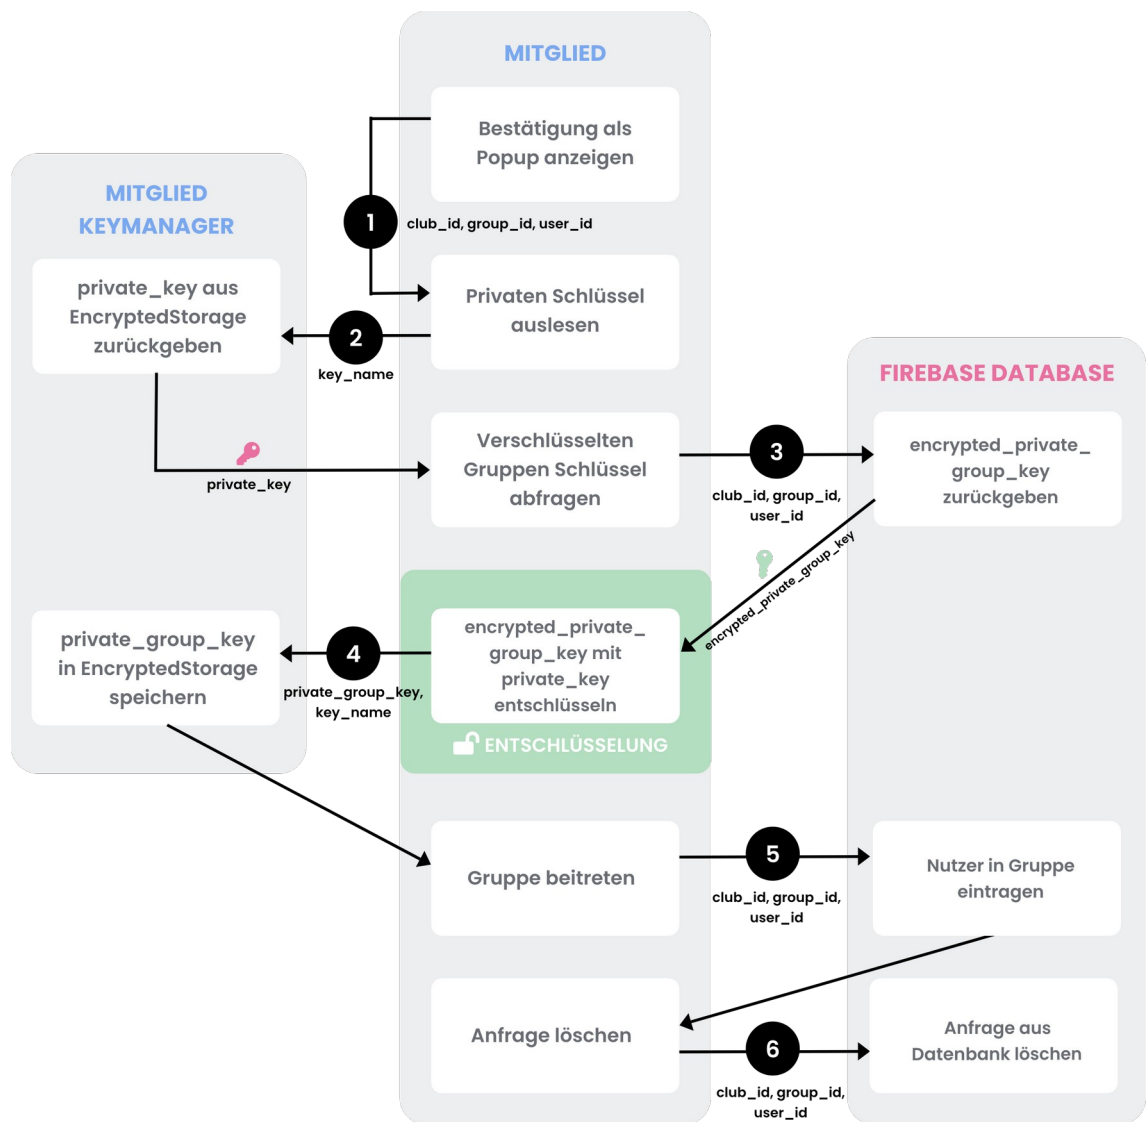 MITGLIED
Bestätigung als
Popup anzeigen
MITGLIED
KEYMANAGER
1
club_id, group_id, user_id
private_key aus
EncryptedStorage
zurückgeben
Privaten Schlüssel
auslesen
2
key_name
FIREBASE DATABASE
private_key
Verschlüsselten
Gruppen Schlüssel
abfragen
3
club_id, group_id,
user_id
encrypted_private_
group_key
zurückgeben
encrypted_private_group_key
private_group_key
in EncryptedStorage
speichern
4
private_group_key,
key_name
encrypted_private_
group_key mit
private_key
entschlüsseln
ENTSCHLÜSSELUNG
Gruppe beitreten
5
club_id, group_id,
user_id
Nutzer in Gruppe
eintragen
Anfrage löschen
6
club_id, group_id,
user_id
Anfrage aus
Datenbank löschen